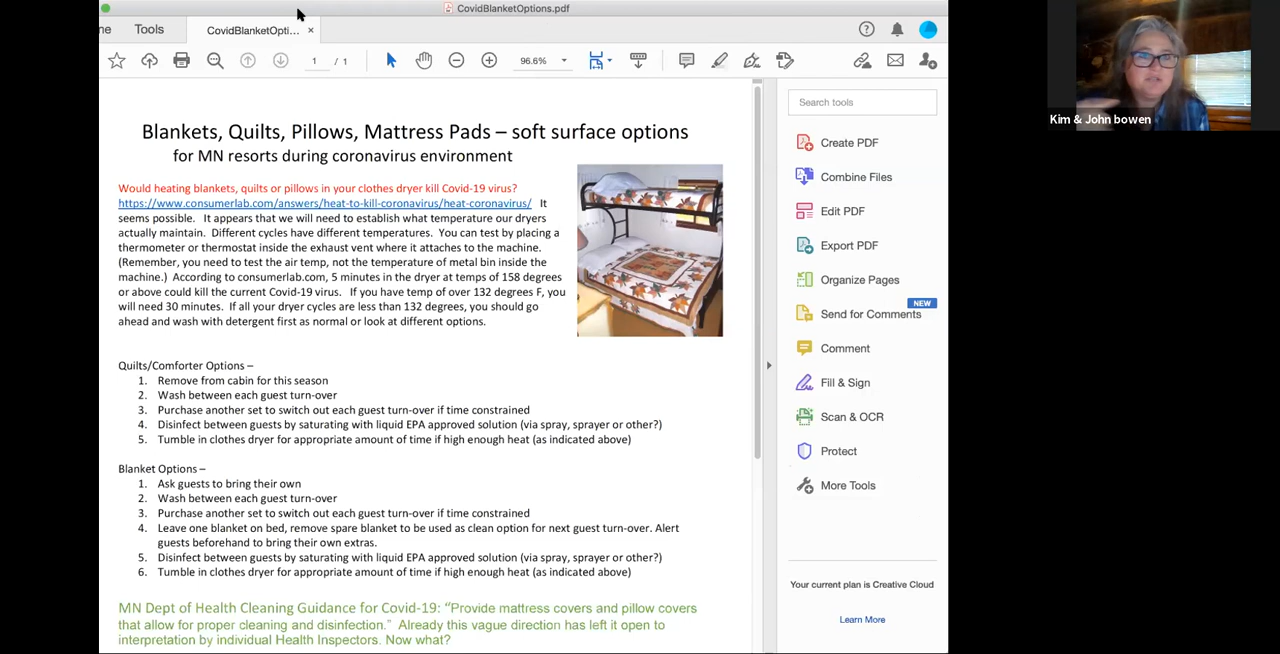 CovidBlanketOptions.pdf
ne
Tools
CovidBlanketOpti... ×
1 / 1
96.6%
Kim & John bowen
Blankets, Quilts, Pillows, Mattress Pads – soft surface options
for MN resorts during coronavirus environment
Would heating blankets, quilts or pillows in your clothes dryer kill Covid-19 virus?
https://www.consumerlab.com/answers/heat-to-kill-coronavirus/heat-coronavirus/ It
seems possible. It appears that we will need to establish what temperature our dryers
actually maintain. Different cycles have different temperatures. You can test by placing a
thermometer or thermostat inside the exhaust vent where it attaches to the machine.
(Remember, you need to test the air temp, not the temperature of metal bin inside the
machine.) According to consumerlab.com, 5 minutes in the dryer at temps of 158 degrees
or above could kill the current Covid-19 virus. If you have temp of over 132 degrees F, you
will need 30 minutes. If all your dryer cycles are less than 132 degrees, you should go
ahead and wash with detergent first as normal or look at different options.
Quilts/Comforter Options –
1. Remove from cabin for this season
2. Wash between each guest turn-over
3. Purchase another set to switch out each guest turn-over if time constrained
4. Disinfect between guests by saturating with liquid EPA approved solution (via spray, sprayer or other?)
5. Tumble in clothes dryer for appropriate amount of time if high enough heat (as indicated above)
Blanket Options –
1. Ask guests to bring their own
2. Wash between each guest turn-over
3. Purchase another set to switch out each guest turn-over if time constrained
4. Leave one blanket on bed, remove spare blanket to be used as clean option for next guest turn-over. Alert
guests beforehand to bring their own extras.
5. Disinfect between guests by saturating with liquid EPA approved solution (via spray, sprayer or other?)
6. Tumble in clothes dryer for appropriate amount of time if high enough heat (as indicated above)
MN Dept of Health Cleaning Guidance for Covid-19: “Provide mattress covers and pillow covers
that allow for proper cleaning and disinfection.” Already this vague direction has left it open to
interpretation by individual Health Inspectors. Now what?
Search tools
Create PDF
Combine Files
Edit PDF
Export PDF
Organize Pages
NEW
Send for Comments
Comment
Fill & Sign
Scan & OCR
Protect
More Tools
Your current plan is Creative Cloud
Learn More